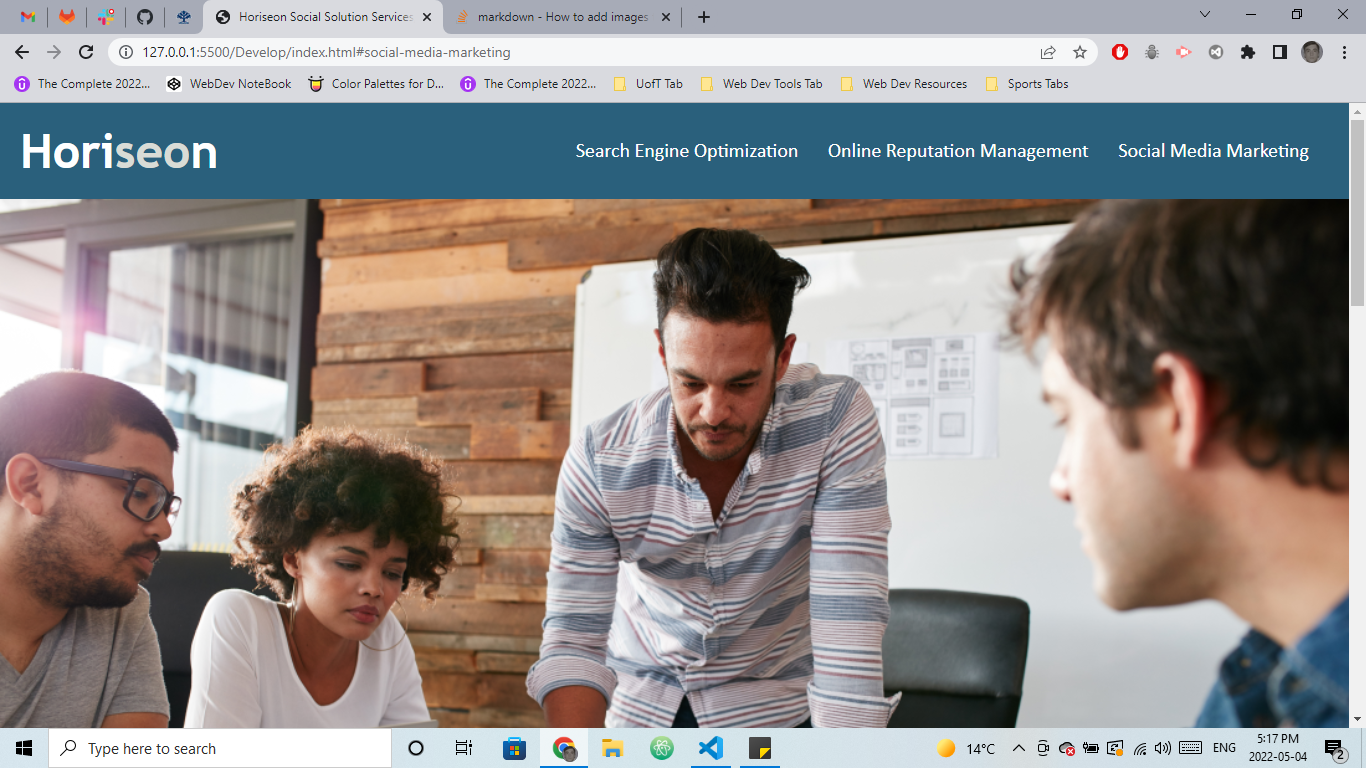 Horiseon Social Solution Services
markdown - How to add images
127.0.0.1:5500/Develop/index.html#social-media-marketing
The Complete 2022...
WebDev NoteBook
Color Palettes for D...
The Complete 2022...
UofT Tab
Web Dev Tools Tab
Web Dev Resources
Sports Tabs
Horiseon
Search Engine Optimization
Online Reputation Management
Social Media Marketing
Type here to search
14°C
ENG
5:17 PM
2022-05-04
2